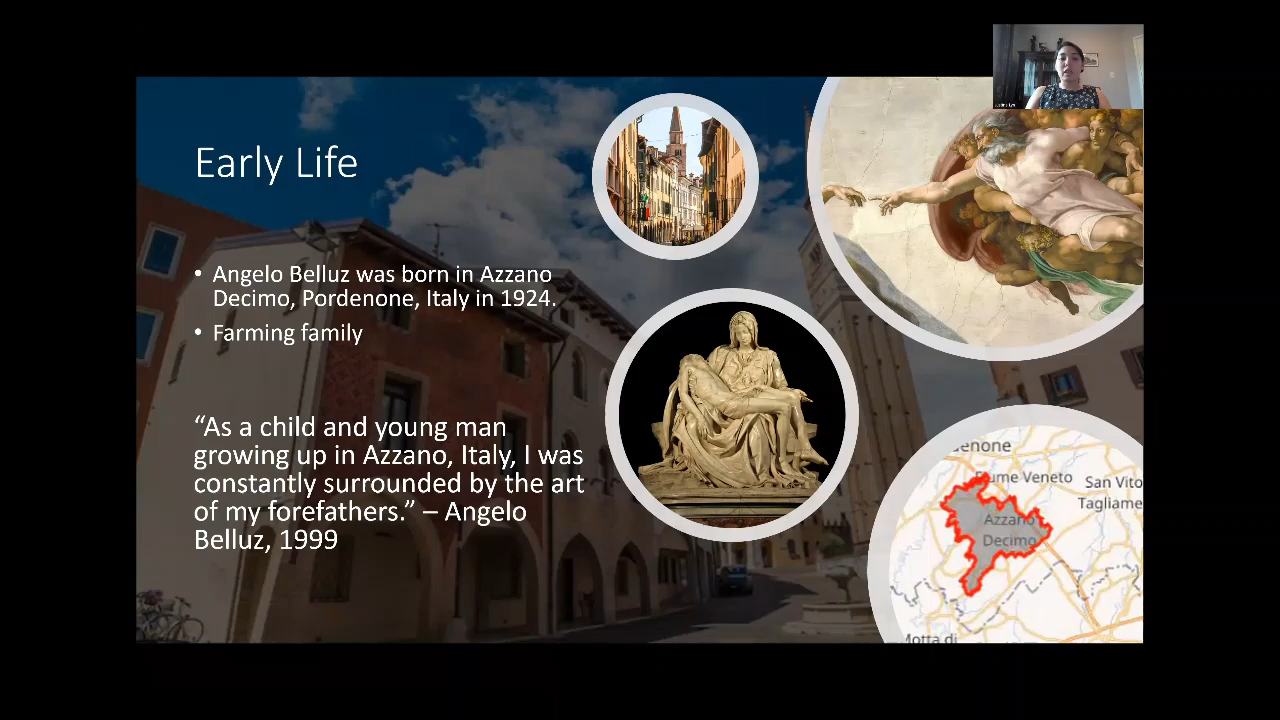 Early Life
• Angelo Belluz was born in Azzano
Decimo, Pordenone, Italy in 1924.
• Farming family
“As a child and young man
growing up in Azzano, Italy, I was
constantly surrounded by the art
of my forefathers.” – Angelo
Belluz, 1999
denone
Fiume Veneto
San Vito
Tagliame
Azzano
Decimo
Motta di